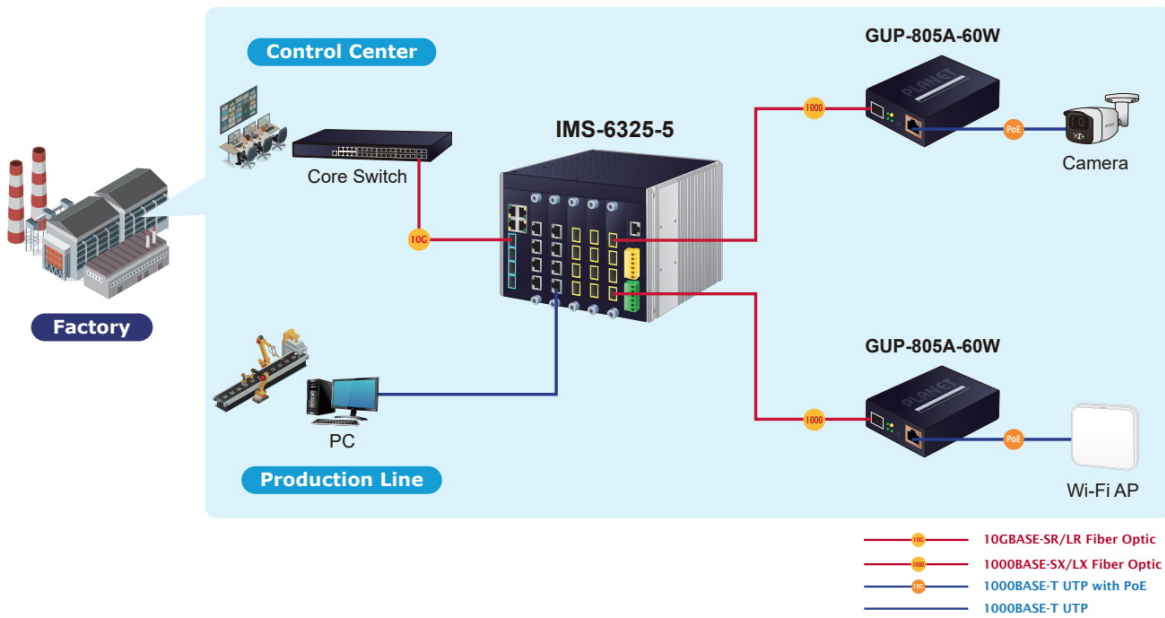 Control Center
GUP-805A-60W
PLANET
1000
PoE
Camera
IMS-6325-5
Core Switch
10G
Factory
GUP-805A-60W
PLANET
1000
PoE
Wi-Fi AP
PC
Production Line
10G 10GBASE-SR/LR Fiber Optic
1000 1000BASE-SX/LX Fiber Optic
10G 1000BASE-T UTP with PoE
1000BASE-T UTP